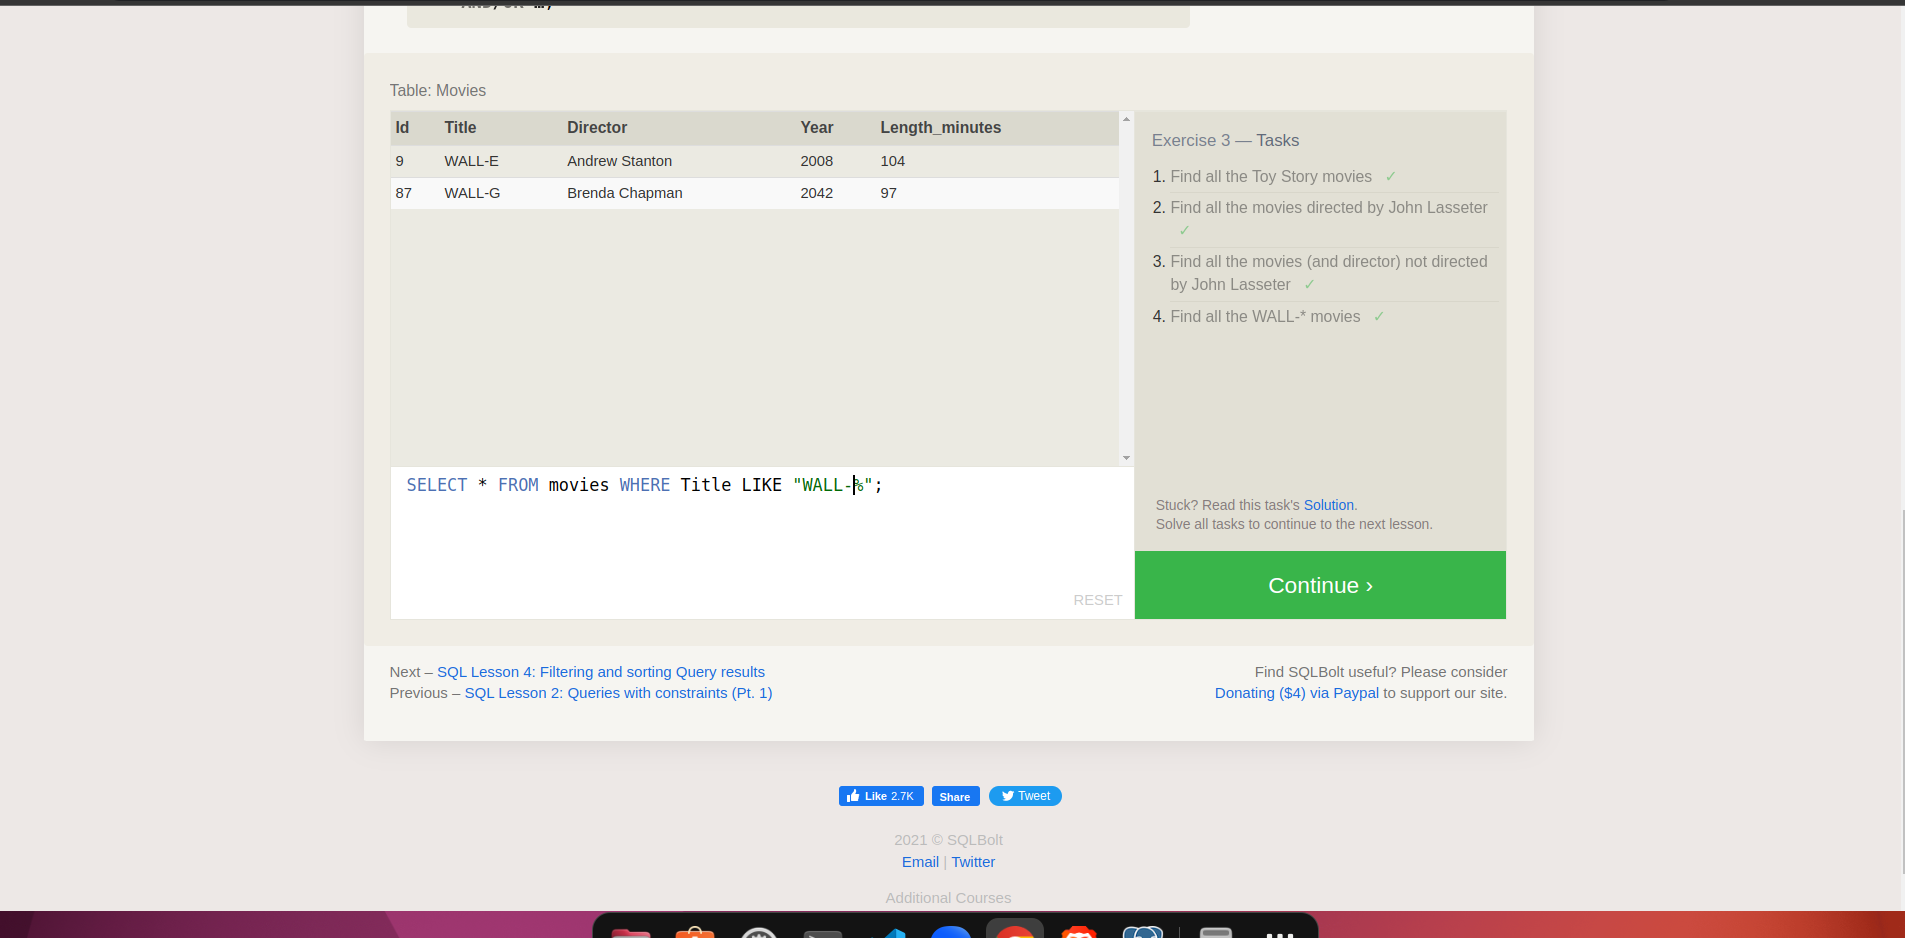 Table: Movies
Id Title Director Year Length_minutes
9 WALL-E Andrew Stanton 2008 104
87 WALL-G Brenda Chapman 2042 97
SELECT * FROM movies WHERE Title LIKE "WALL-%";
RESET
Exercise 3 — Tasks
1. Find all the Toy Story movies ✓
2. Find all the movies directed by John Lasseter
✓
3. Find all the movies (and director) not directed
by John Lasseter ✓
4. Find all the WALL-* movies ✓
Stuck? Read this task's Solution.
Solve all tasks to continue to the next lesson.
Continue ›
Next – SQL Lesson 4: Filtering and sorting Query results
Previous – SQL Lesson 2: Queries with constraints (Pt. 1)
Find SQLBolt useful? Please consider
Donating ($4) via Paypal to support our site.
Like 2.7K Share Tweet
2021 © SQLBolt
Email | Twitter
Additional Courses